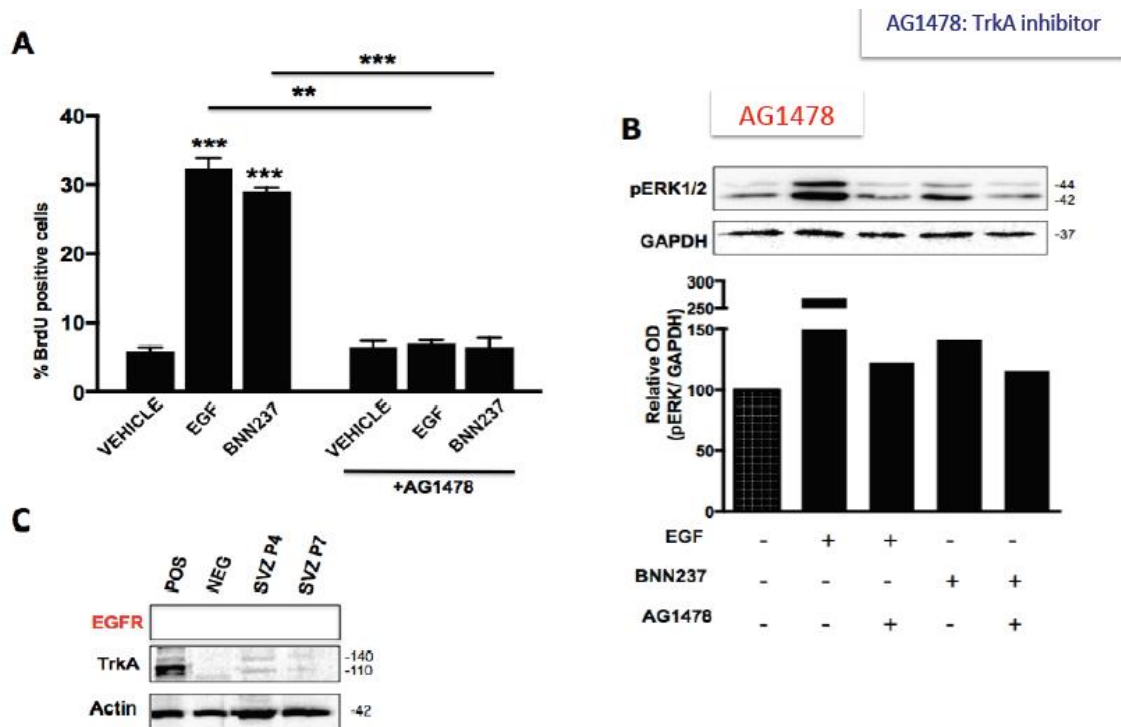 AG1478: TrkA inhibitor
A
***
**
% BrdU positive cells
40
30
20
10
0
***
***
VEHICLE
EGF
BNN237
VEHICLE
EGF
BNN237
+AG1478
B
AG1478
pERK1/2
-44
-42
GAPDH
-37
Relative OD
(pERK/ GAPDH)
300
250
150
100
50
0
EGF - + + - -
BNN237 - - - + +
AG1478 - - + - +
C
POS
NEG
SVZ P4
SVZ P7
EGFR
TrkA
-140
-110
Actin
-42